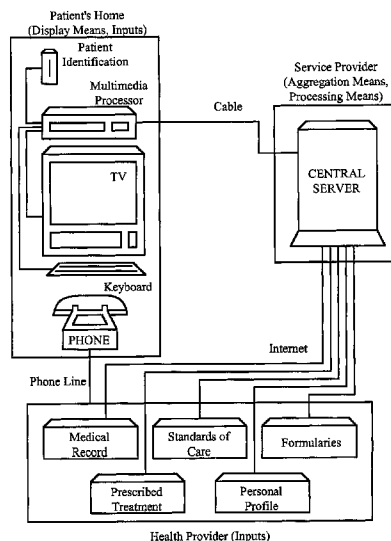 Patient's Home
(Display Means, Inputs)
Patient
Identification
Multimedia
Processor
TV
Keyboard
PHONE
Phone Line
Cable
Service Provider
(Aggregation Means,
Processing Means)
CENTRAL
SERVER
Internet
Medical
Record
Standards of
Care
Formularies
Prescribed
Treatment
Personal
Profile
Health Provider (Inputs)